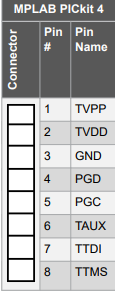 MPLAB PICkit 4
Connector
Pin # Pin Name
1 TVPP
2 TVDD
3 GND
4 PGD
5 PGC
6 TAUX
7 TTDI
8 TTMS